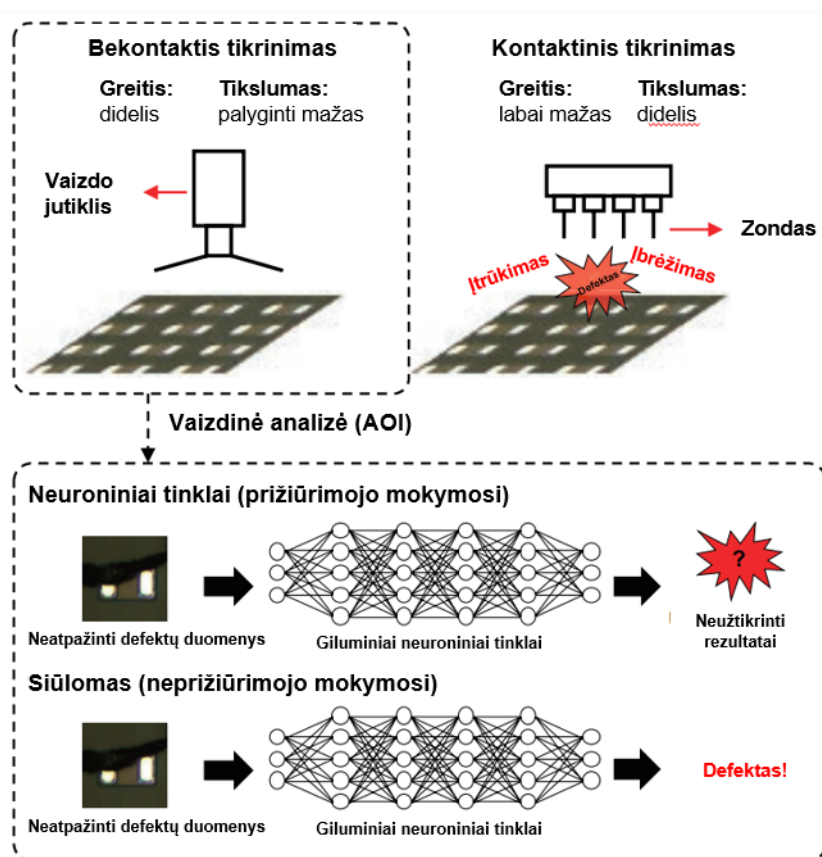 Bekontaktis tikrinimas
Greitis:
didelis
Tikslumas:
palyginti mažas
Vaizdo
jutiklis
Kontaktinis tikrinimas
Greitis:
labai mažas
Tikslumas:
didelis
Zondas
Įtrūkimas
Defektas
Įbrėžimas
Vaizdinė analizė (AOI)
Neuroniniai tinklai (prižiūrimojo mokymosi)
?
Neatpažinti defektų duomenys
Giluminiai neuroniniai tinklai
Neužtikrinti
rezultatai
Siūlomas (neprižiūrimojo mokymosi)
Defektas!
Neatpažinti defektų duomenys
Giluminiai neuroniniai tinklai